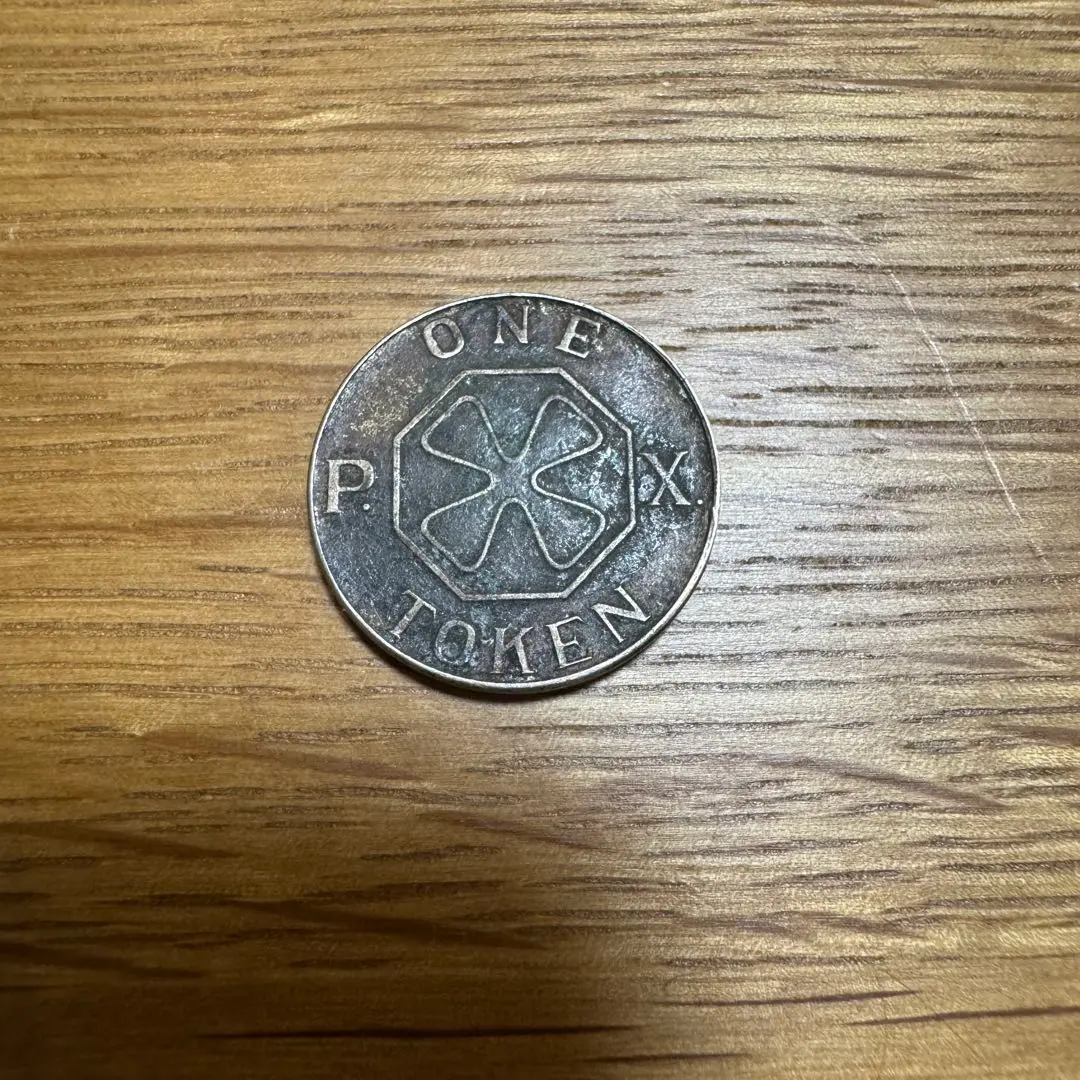 ONE
P. X.
TOKEN